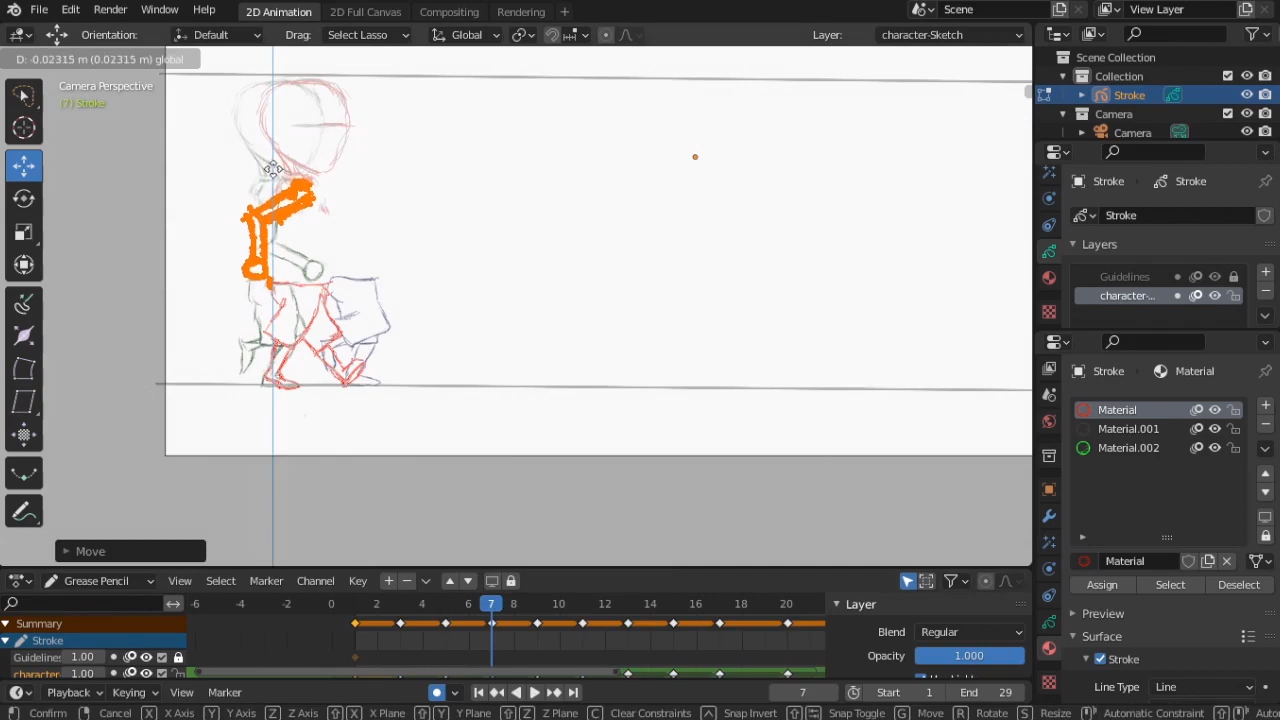 File Edit Render Window Help 2D Animation 2D Full Canvas Compositing Rendering + Scene View Layer
Orientation: Default Drag: Select Lasso Global Layer: character-Sketch
D: -0.02315 m (0.02315 m) global
Camera Perspective
(7) Stroke
Move
Scene Collection
Collection
Stroke
Camera
Camera
Stroke Stroke
Stroke
Layers
Guidelines
character-...
Stroke Material
Material
Material.001
Material.002
Material
Assign Select Deselect
Preview
Surface
Stroke
Line Type Line
Grease Pencil View Select Marker Channel Key
-6 -4 -2 0 2 4 6 7 8 10 12 14 16 18 20
Summary
Stroke
Guidelines 1.00
character 1.00
Layer
Blend Regular
Opacity 1.000
Playback Keying View Marker 7 Start 1 End 29
Confirm Cancel X X Axis Y Y Axis Z Z Axis X X Plane Y Y Plane Z Z Plane C Clear Constraints Snap Invert Snap Toggle G Move R Rotate S Resize Automatic Constraint